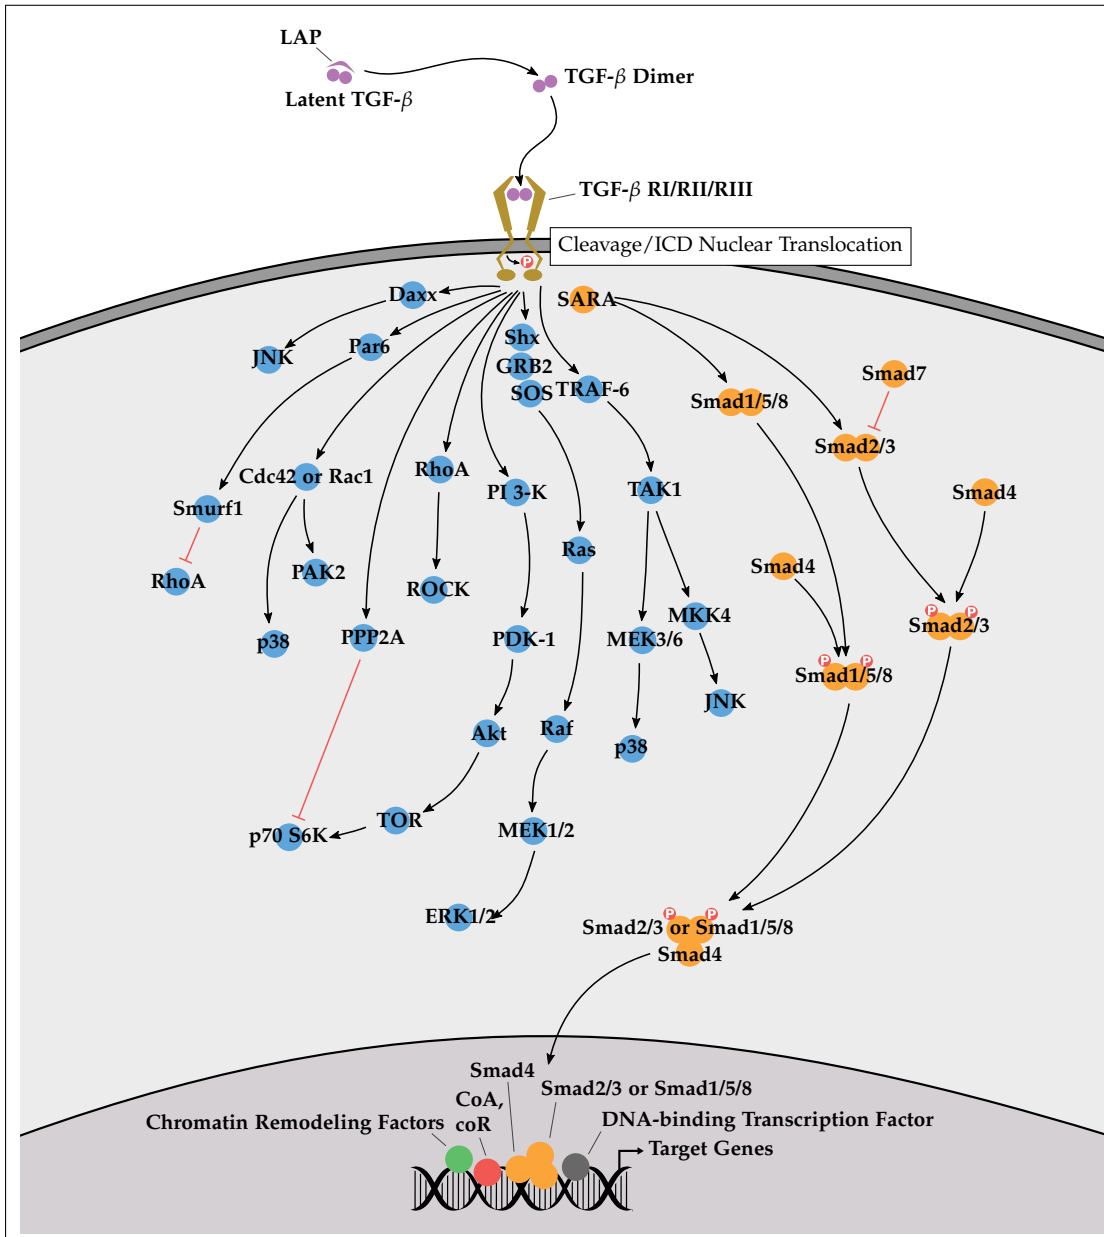 LAP
Latent TGF-β
TGF-β Dimer
TGF-β RI/RII/RIII
Cleavage/ICD Nuclear Translocation
P
Daxx
SARA
JNK
Par6
Shx
GRB2
SOS
TRAF-6
Smad1/5/8
Smad7
Smad2/3
Cdc42 or Rac1
RhoA
PI 3-K
TAK1
Smad4
Smurf1
RhoA
PAK2
ROCK
Ras
Smad4
p38
PPP2A
PDK-1
MEK3/6
MKK4
P P
Smad2/3
P P
Smad1/5/8
JNK
Akt
Raf
p38
p70 S6K
TOR
MEK1/2
ERK1/2
P P
Smad2/3 or Smad1/5/8
Smad4
Smad4
Smad2/3 or Smad1/5/8
CoA,
coR
Chromatin Remodeling Factors
DNA-binding Transcription Factor
Target Genes